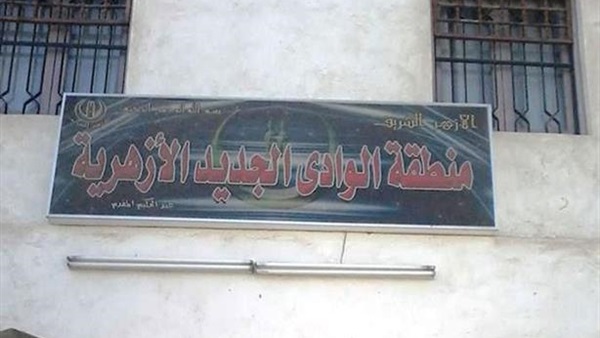 الأزهر الشريف
منطقة الوادى الجديد الأزهرية